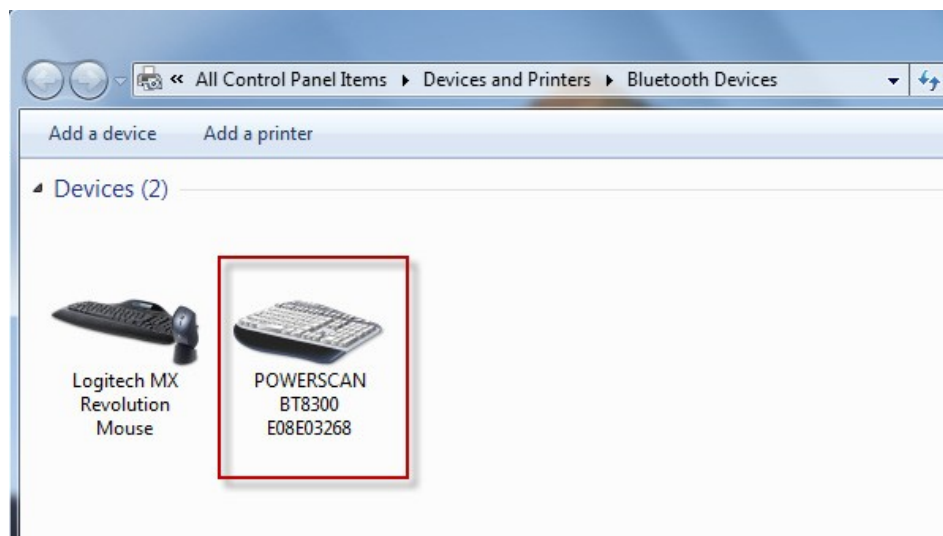 « All Control Panel Items ▸ Devices and Printers ▸ Bluetooth Devices
Add a device Add a printer
Devices (2)
Logitech MX
Revolution
Mouse
POWERSCAN
BT8300
E08E03268